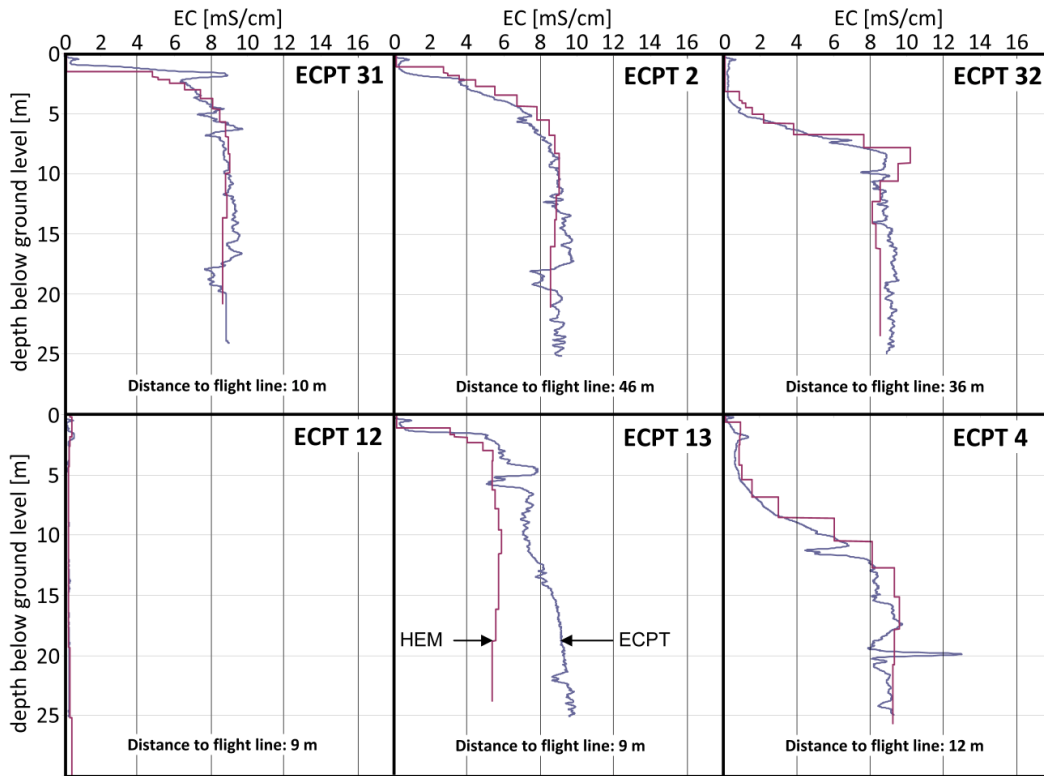 EC [mS/cm] EC [mS/cm] EC [mS/cm]
0 2 4 6 8 10 12 14 16 0 2 4 6 8 10 12 14 16 0 2 4 6 8 10 12 14 16
0
5
10
15
20
25
depth below ground level [m]
ECPT 31
Distance to flight line: 10 m
ECPT 2
Distance to flight line: 46 m
ECPT 32
Distance to flight line: 36 m
0
5
10
15
20
25
depth below ground level [m]
ECPT 12
Distance to flight line: 9 m
ECPT 13
HEM
ECPT
Distance to flight line: 9 m
ECPT 4
Distance to flight line: 12 m